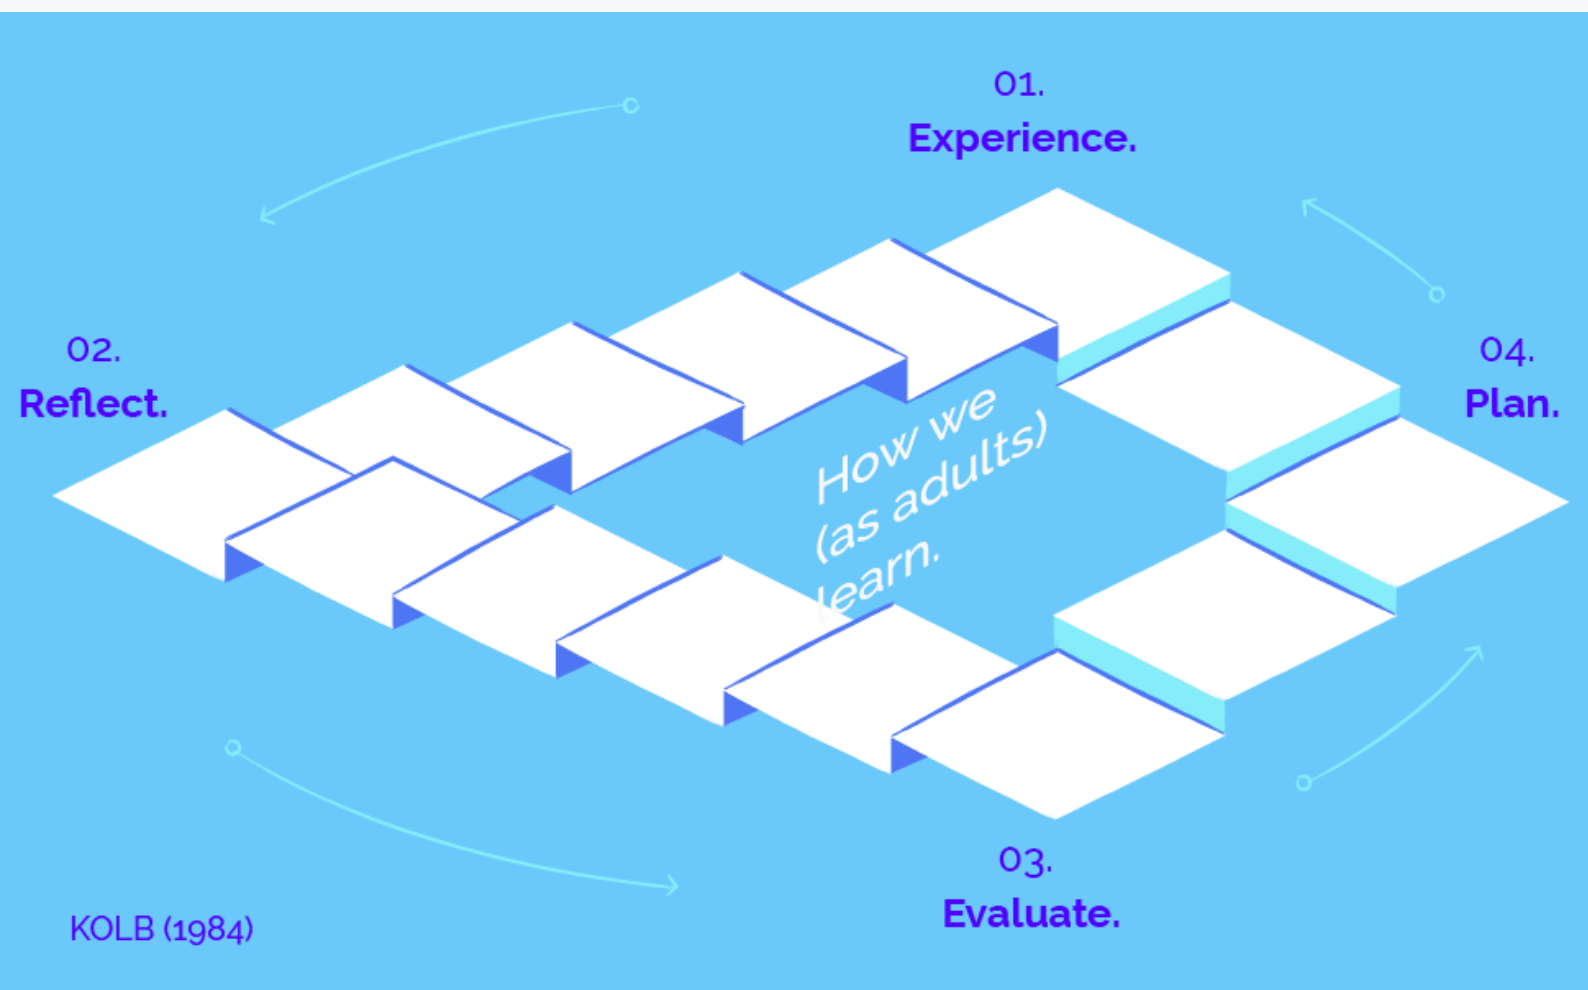 01.
Experience.
02.
Reflect.
04.
Plan.
How we
(as adults)
learn.
03.
Evaluate.
KOLB (1984)